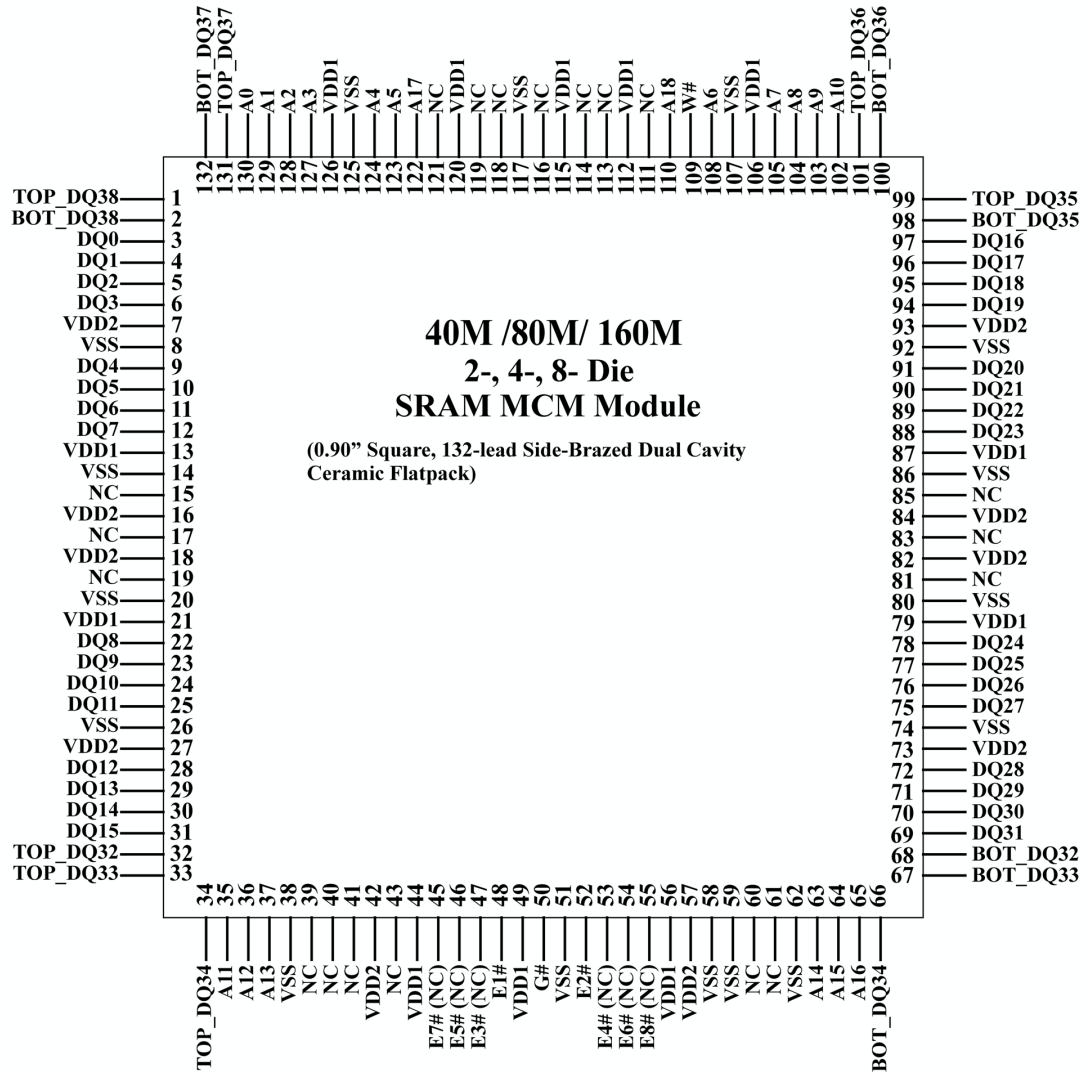 BOT_DQ37
TOP_DQ37
A0
A1
A2
A3
VDD1
VSS
A4
A5
A17
NC
VDD1
NC
NC
VSS
NC
VDD1
NC
NC
VDD1
NC
A18
W#
A6
VSS
VDD1
A7
A8
A9
A10
TOP_DQ36
BOT_DQ36
132
131
130
129
128
127
126
125
124
123
122
121
120
119
118
117
116
115
114
113
112
111
110
109
108
107
106
105
104
103
102
101
100
TOP_DQ38 1
BOT_DQ38 2
DQ0 3
DQ1 4
DQ2 5
DQ3 6
VDD2 7
VSS 8
DQ4 9
DQ5 10
DQ6 11
DQ7 12
VDD1 13
VSS 14
NC 15
VDD2 16
NC 17
VDD2 18
NC 19
VSS 20
VDD1 21
DQ8 22
DQ9 23
DQ10 24
DQ11 25
VSS 26
VDD2 27
DQ12 28
DQ13 29
DQ14 30
DQ15 31
TOP_DQ32 32
TOP_DQ33 33
40M /80M/ 160M
2-, 4-, 8- Die
SRAM MCM Module
(0.90” Square, 132-lead Side-Brazed Dual Cavity
Ceramic Flatpack)
99 TOP_DQ35
98 BOT_DQ35
97 DQ16
96 DQ17
95 DQ18
94 DQ19
93 VDD2
92 VSS
91 DQ20
90 DQ21
89 DQ22
88 DQ23
87 VDD1
86 VSS
85 NC
84 VDD2
83 NC
82 VDD2
81 NC
80 VSS
79 VDD1
78 DQ24
77 DQ25
76 DQ26
75 DQ27
74 VSS
73 VDD2
72 DQ28
71 DQ29
70 DQ30
69 DQ31
68 BOT_DQ32
67 BOT_DQ33
34
35
36
37
38
39
40
41
42
43
44
45
46
47
48
49
50
51
52
53
54
55
56
57
58
59
60
61
62
63
64
65
66
TOP_DQ34
A11
A12
A13
VSS
NC
NC
NC
VDD2
NC
VDD1
E7# (NC)
E5# (NC)
E3# (NC)
E1#
VDD1
G#
VSS
E2#
E4# (NC)
E6# (NC)
E8# (NC)
VDD1
VDD2
VSS
VSS
NC
NC
VSS
A14
A15
A16
BOT_DQ34